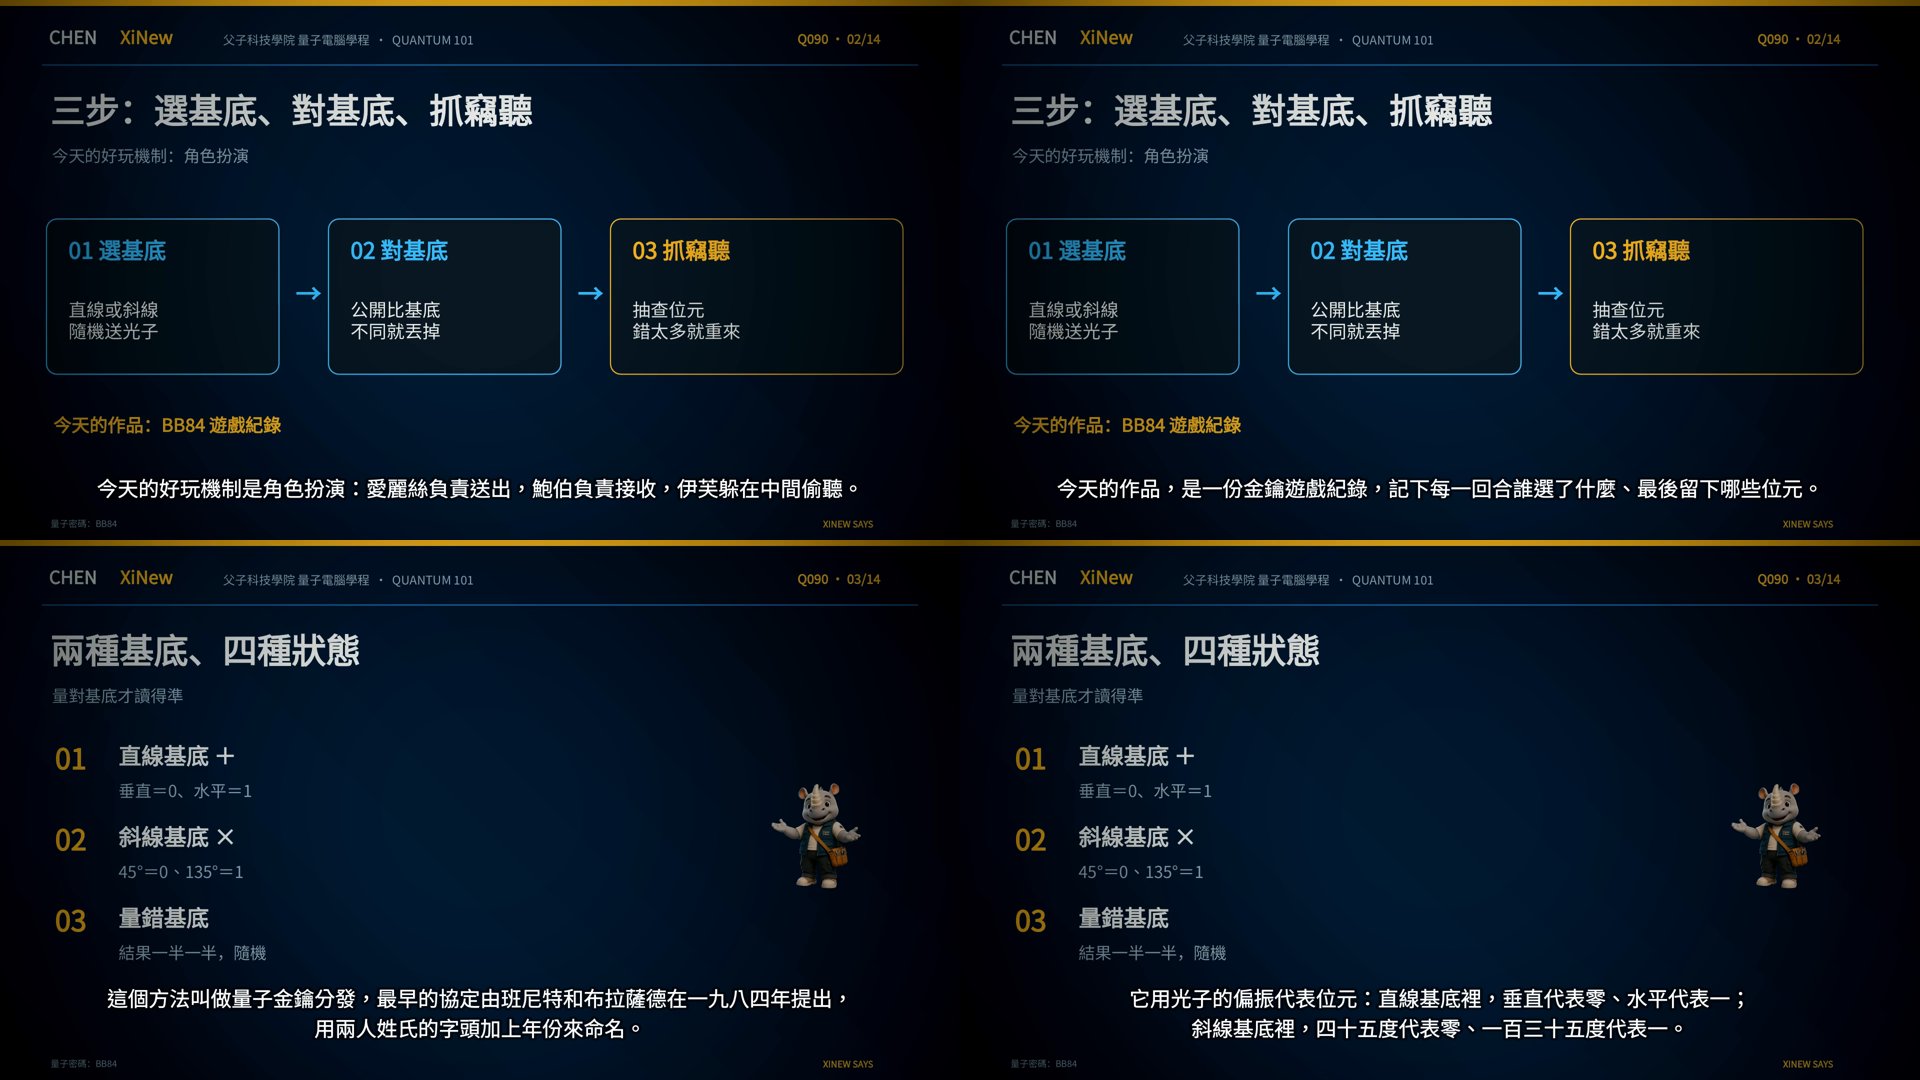 CHEN XiNew 父子科技學院 量子電腦學程 · QUANTUM 101 Q090 · 02/14
三步：選基底、對基底、抓竊聽
今天的好玩機制：角色扮演
01 選基底
直線或斜線
隨機送光子
→
02 對基底
公開比基底
不同就丟掉
→
03 抓竊聽
抽查位元
錯太多就重來
今天的作品：BB84 遊戲紀錄
今天的好玩機制是角色扮演：愛麗絲負責送出，鮑伯負責接收，伊芙躲在中間偷聽。
量子密碼：BB84 XINEW SAYS
CHEN XiNew 父子科技學院 量子電腦學程 · QUANTUM 101 Q090 · 02/14
三步：選基底、對基底、抓竊聽
今天的好玩機制：角色扮演
01 選基底
直線或斜線
隨機送光子
→
02 對基底
公開比基底
不同就丟掉
→
03 抓竊聽
抽查位元
錯太多就重來
今天的作品：BB84 遊戲紀錄
今天的作品，是一份金鑰遊戲紀錄，記下每一回合誰選了什麼、最後留下哪些位元。
量子密碼：BB84 XINEW SAYS
CHEN XiNew 父子科技學院 量子電腦學程 · QUANTUM 101 Q090 · 03/14
兩種基底、四種狀態
量對基底才讀得準
01 直線基底 ＋
垂直＝0、水平＝1
02 斜線基底 ×
45°＝0、135°＝1
03 量錯基底
結果一半一半，隨機
這個方法叫做量子金鑰分發，最早的協定由班尼特和布拉薩德在一九八四年提出，
用兩人姓氏的字頭加上年份來命名。
量子密碼：BB84 XINEW SAYS
CHEN XiNew 父子科技學院 量子電腦學程 · QUANTUM 101 Q090 · 03/14
兩種基底、四種狀態
量對基底才讀得準
01 直線基底 ＋
垂直＝0、水平＝1
02 斜線基底 ×
45°＝0、135°＝1
03 量錯基底
結果一半一半，隨機
它用光子的偏振代表位元：直線基底裡，垂直代表零、水平代表一；
斜線基底裡，四十五度代表零、一百三十五度代表一。
量子密碼：BB84 XINEW SAYS